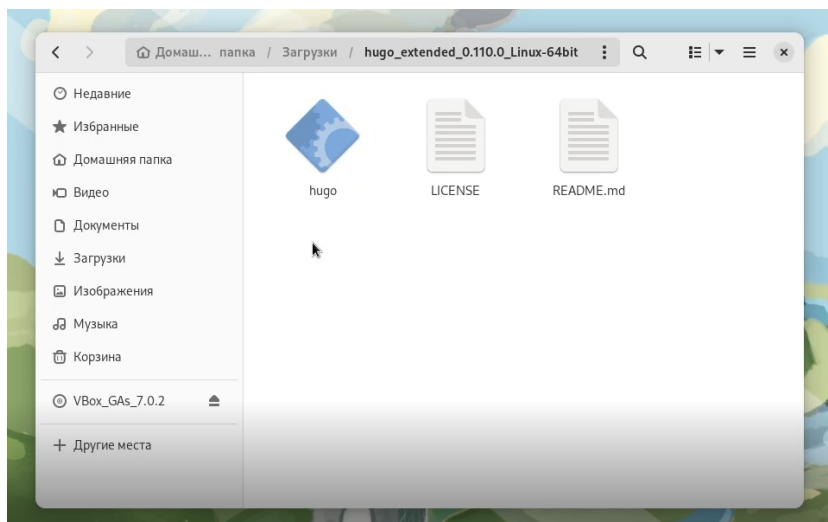 Домаш... папка / Загрузки / hugo_extended_0.110.0_Linux-64bit
Недавние
Избранные
Домашняя папка
Видео
Документы
Загрузки
Изображения
Музыка
Корзина
VBox_GAs_7.0.2
Другие места
hugo
LICENSE
README.md